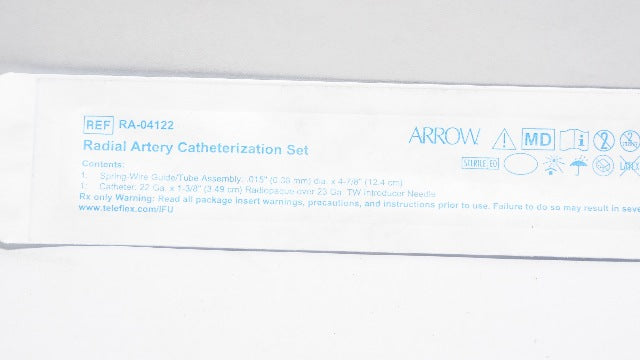 REF RA-04122
Radial Artery Catheterization Set
ARROW MD i 2
STERILE EO LATEX
Contents:
1: Spring-Wire Guide/Tube Assembly: .015" (0.38 mm) dia. x 4-7/8" (12.4 cm)
1: Catheter: 22 Ga. x 1-3/8" (3.49 cm) Radiopaque over 23 Ga. TW Introducer Needle
Rx only Warning: Read all package insert warnings, precautions, and instructions prior to use. Failure to do so may result in seve
www.teleflex.com/IFU